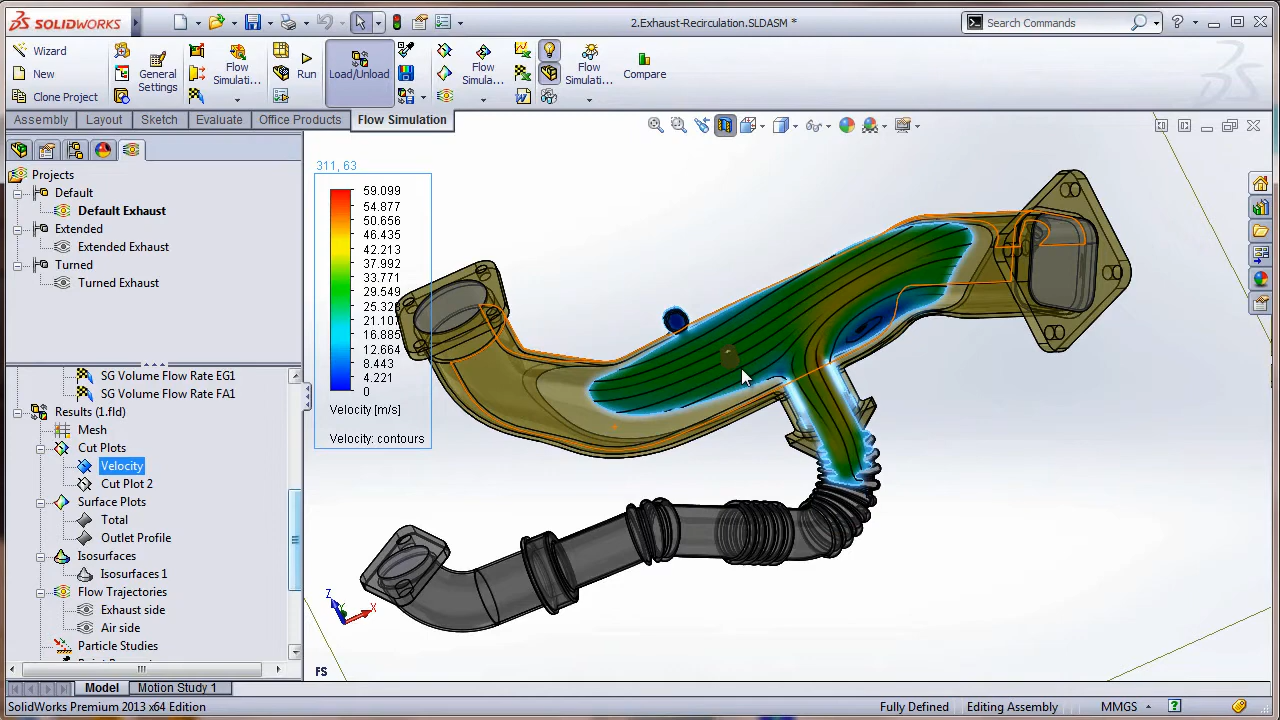 SOLIDWORKS
2.Exhaust-Recirculation.SLDASM *
Search Commands
Wizard
New
Clone Project
General
Settings
Flow
Simulati...
Run
Load/Unload
Flow
Simula...
Flow
Simulati...
Compare
Assembly
Layout
Sketch
Evaluate
Office Products
Flow Simulation
Projects
Default
Default Exhaust
Extended
Extended Exhaust
Turned
Turned Exhaust
SG Volume Flow Rate EG1
SG Volume Flow Rate FA1
Results (1.fld)
Mesh
Cut Plots
Velocity
Cut Plot 2
Surface Plots
Total
Outlet Profile
Isosurfaces
Isosurfaces 1
Flow Trajectories
Exhaust side
Air side
Particle Studies
311, 63
59.099
54.877
50.656
46.435
42.213
37.992
33.771
29.549
25.328
21.107
16.885
12.664
8.443
4.221
0
Velocity [m/s]
Velocity: contours
Z
Y
X
FS
Model
Motion Study 1
SolidWorks Premium 2013 x64 Edition
Fully Defined
Editing Assembly
MMGS